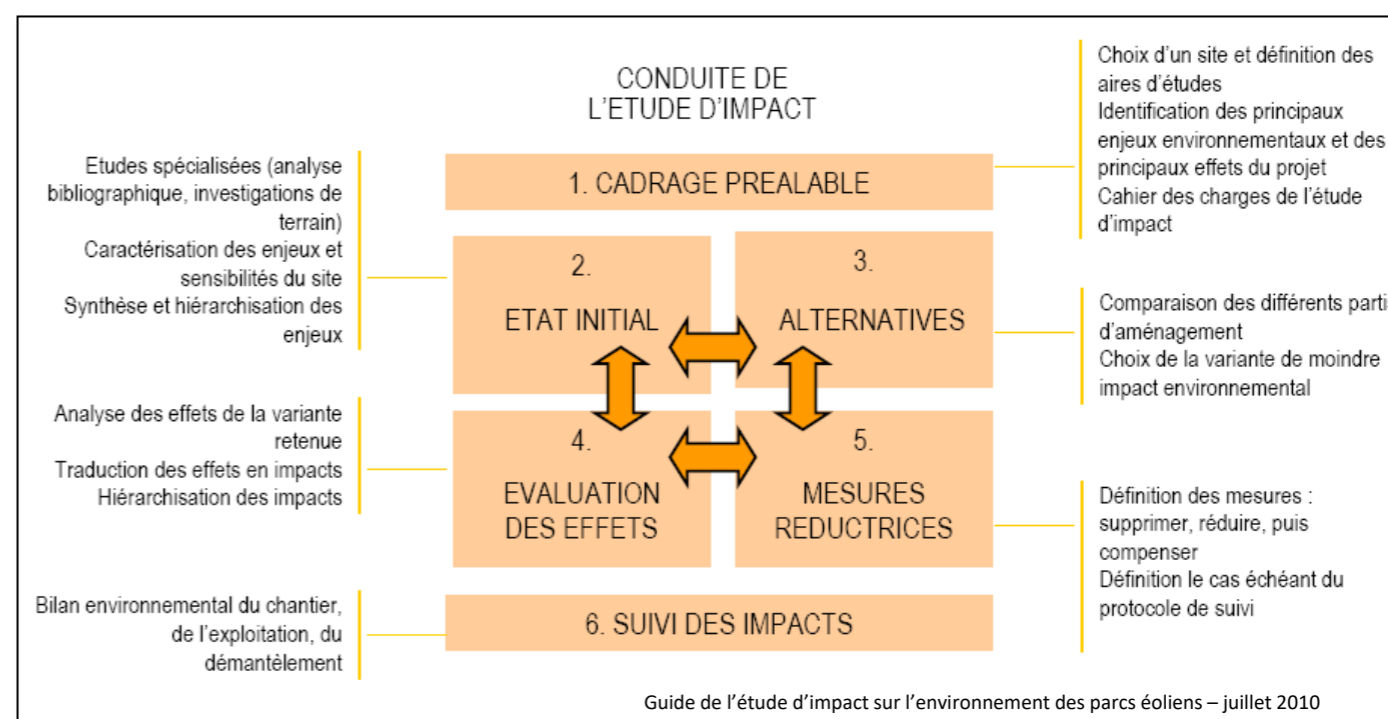 CONDUITE DE
L'ETUDE D'IMPACT
1. CADRAGE PREALABLE
Choix d'un site et définition des
aires d'études
Identification des principaux
enjeux environnementaux et des
principaux effets du projet
Cahier des charges de l'étude
d'impact
Etudes spécialisées (analyse
bibliographique, investigations de
terrain)
Caractérisation des enjeux et
sensibilités du site
Synthèse et hiérarchisation des
enjeux
2.
ETAT INITIAL
3.
ALTERNATIVES
Comparaison des différents partis
d'aménagement
Choix de la variante de moindre
impact environnemental
Analyse des effets de la variante
retenue
Traduction des effets en impacts
Hiérarchisation des impacts
4.
EVALUATION
DES EFFETS
5.
MESURES
REDUCTRICES
Définition des mesures :
supprimer, réduire, puis
compenser
Définition le cas échéant du
protocole de suivi
Bilan environnemental du chantier,
de l'exploitation, du
démantèlement
6. SUIVI DES IMPACTS
Guide de l'étude d'impact sur l'environnement des parcs éoliens – juillet 2010